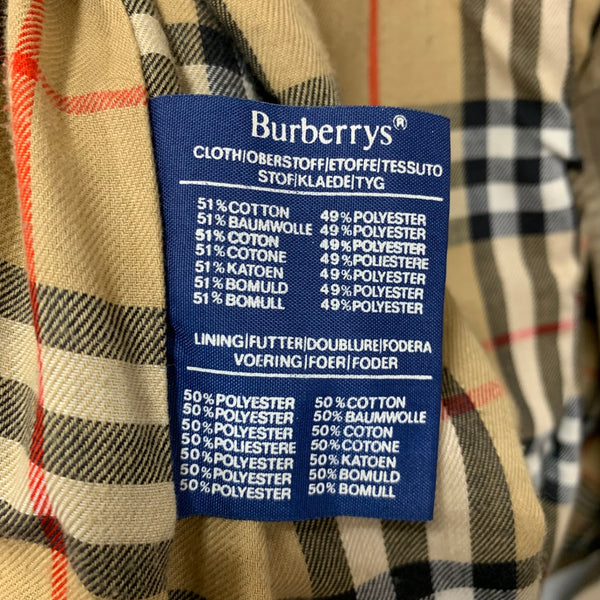 Burberrys®
CLOTH/OBERSTOFF/ETOFFE/TESSUTO
STOF/KLAEDE/TYG
51% COTTON 49% POLYESTER
51% BAUMWOLLE 49% POLYESTER
51% COTON 49% POLYESTER
51% COTONE 49% POLIESTERE
51% KATOEN 49% POLYESTER
51% BOMULD 49% POLYESTER
51% BOMULL 49% POLYESTER
LINING/FUTTER/DOUBLURE/FODERA
VOERING/FOER/FODER
50% POLYESTER 50% COTTON
50% POLYESTER 50% BAUMWOLLE
50% POLYESTER 50% COTON
50% POLIESTERE 50% COTONE
50% POLYESTER 50% KATOEN
50% POLYESTER 50% BOMULD
50% POLYESTER 50% BOMULL